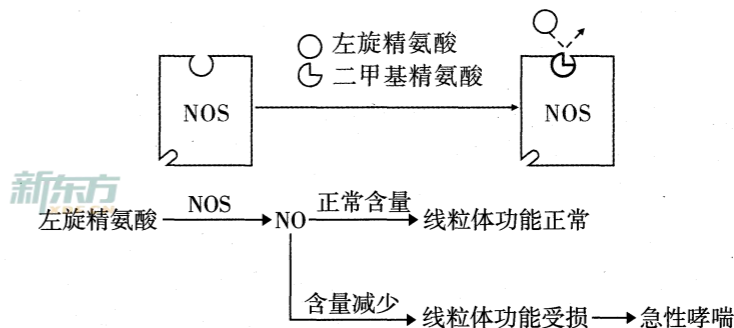 左旋精氨酸
二甲基精氨酸
NOS
NOS
新东方
左旋精氨酸 NOS NO 正常含量 线粒体功能正常
含量减少 线粒体功能受损 急性哮喘